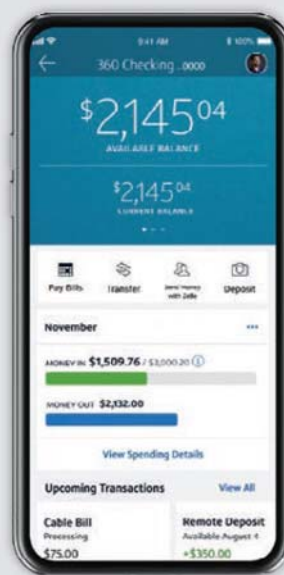 9:41 AM 100%
360 Checking ...0000
$2,145 04
AVAILABLE BALANCE
$2,145 04
CURRENT BALANCE
Pay Bills Transfer Send Money with Zelle Deposit
November
MONEY IN $1,509.76 / $3,000.20
MONEY OUT $2,132.00
View Spending Details
Upcoming Transactions View All
Cable Bill Remote Deposit
Processing Available August 4
$75.00 +$350.00